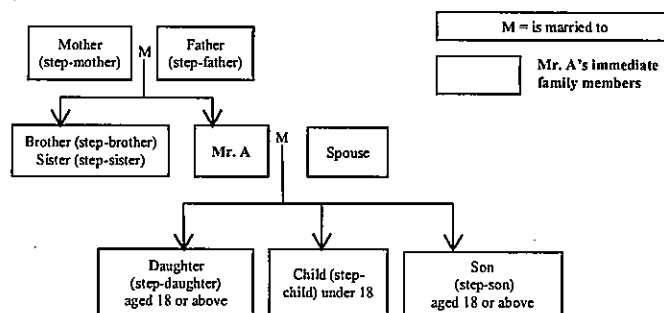 M = is married to
Mother
(step-mother)
M
Father
(step-father)
Mr. A's immediate
family members
Brother (step-brother)
Sister (step-sister)
Mr. A
M
Spouse
Daughter
(step-daughter)
aged 18 or above
Child (step-
child) under 18
Son
(step-son)
aged 18 or above